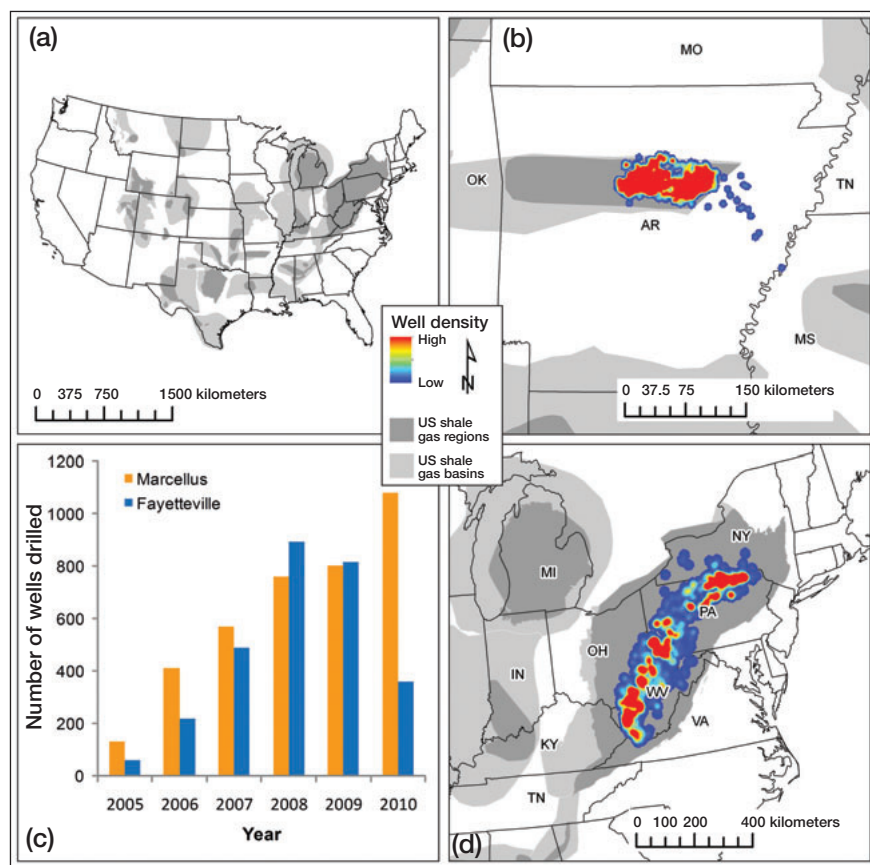 (a)
0 375 750 1500 kilometers
(b)
MO
OK
TN
AR
MS
0 37.5 75 150 kilometers
Well density
High
Low
N
US shale
gas regions
US shale
gas basins
1200
1000
800
600
400
200
0
Number of wells drilled
Marcellus
Fayetteville
2005 2006 2007 2008 2009 2010
Year
(c)
NY
MI
PA
OH
IN
WV
VA
KY
TN
0 100 200 400 kilometers
(d)